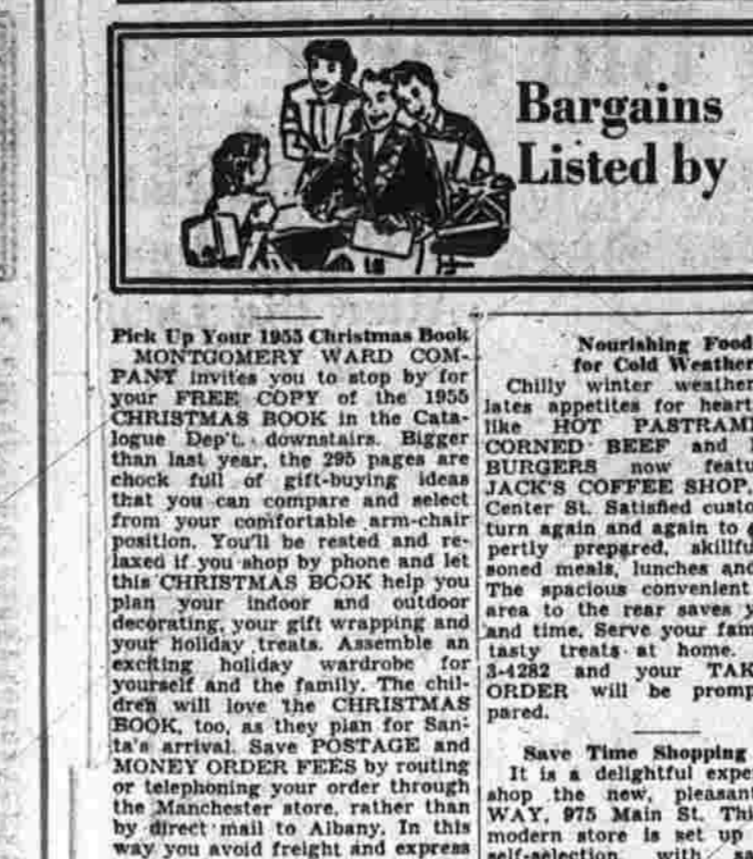 Bargains
Listed by
Pick Up Your 1955 Christmas Book
MONTGOMERY WARD COM-
PANY invites you to stop by for
your FREE COPY of the 1955
CHRISTMAS BOOK in the Cata-
logue Dep't. downstairs. Bigger
than last year, the 295 pages are
chock full of gift-buying ideas
that you can compare and select
from your comfortable arm-chair
position. You'll be rested and re-
laxed if you shop by phone and let
this CHRISTMAS BOOK help you
plan your indoor and outdoor
decorating, your gift wrapping and
your holiday treats. Assemble an
exciting holiday wardrobe for
yourself and the family. The chil-
dren will love the CHRISTMAS
BOOK, too, as they plan for San-
ta's arrival. Save POSTAGE and
MONEY ORDER FEES by routing
or telephoning your order through
the Manchester store, rather than
by direct mail to Albany. In this
way you avoid freight and express
Nourishing Food
for Cold Weather
Chilly winter weather
lates appetites for heart
like HOT PASTRAMI
CORNED BEEF and
BURGERS now featu
JACK'S COFFEE SHOP,
Center St. Satisfied custo
turn again and again to
pertly prepared, skillfu
soned meals, lunches and
The spacious convenient
area to the rear saves y
and time. Serve your fam
tasty treats at home.
3-4282 and your TAK
ORDER will be promp
pared.
Save Time Shopping
It is a delightful expe
shop the new, pleasant
WAY, 975 Main St. Thi
modern store is set up
self-selection with